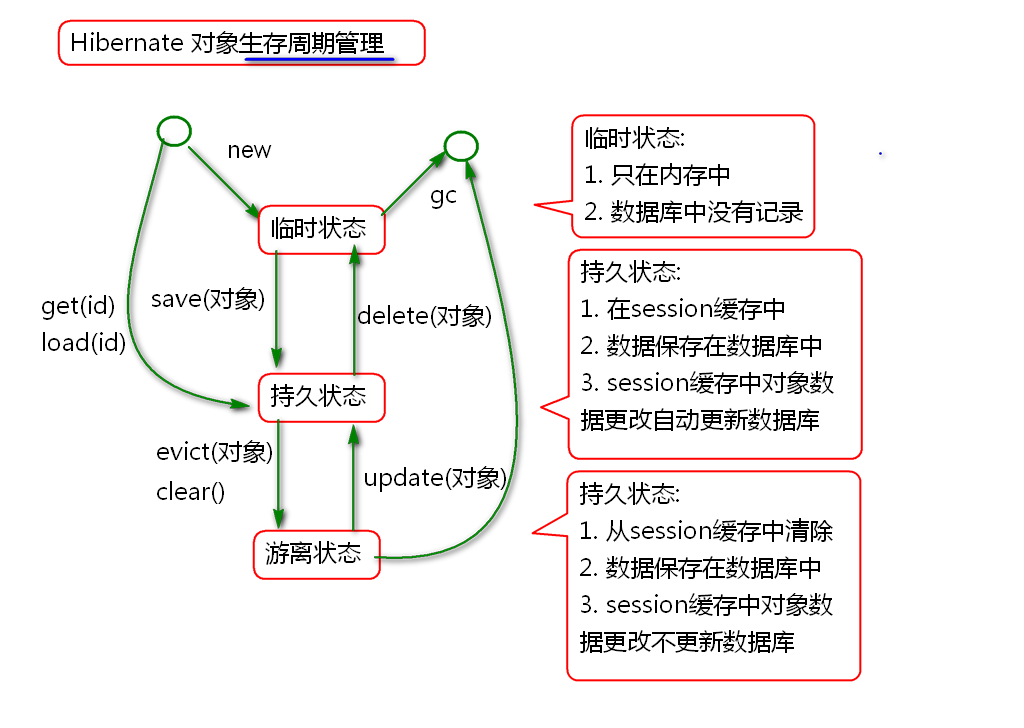 Hibernate 对象生存周期管理
new
gc
临时状态
get(id)
load(id)
save(对象)
delete(对象)
持久状态
evict(对象)
clear()
update(对象)
游离状态
临时状态:
1. 只在内存中
2. 数据库中没有记录
持久状态:
1. 在session缓存中
2. 数据保存在数据库中
3. session缓存中对象数
据更改自动更新数据库
持久状态:
1. 从session缓存中清除
2. 数据保存在数据库中
3. session缓存中对象数
据更改不更新数据库